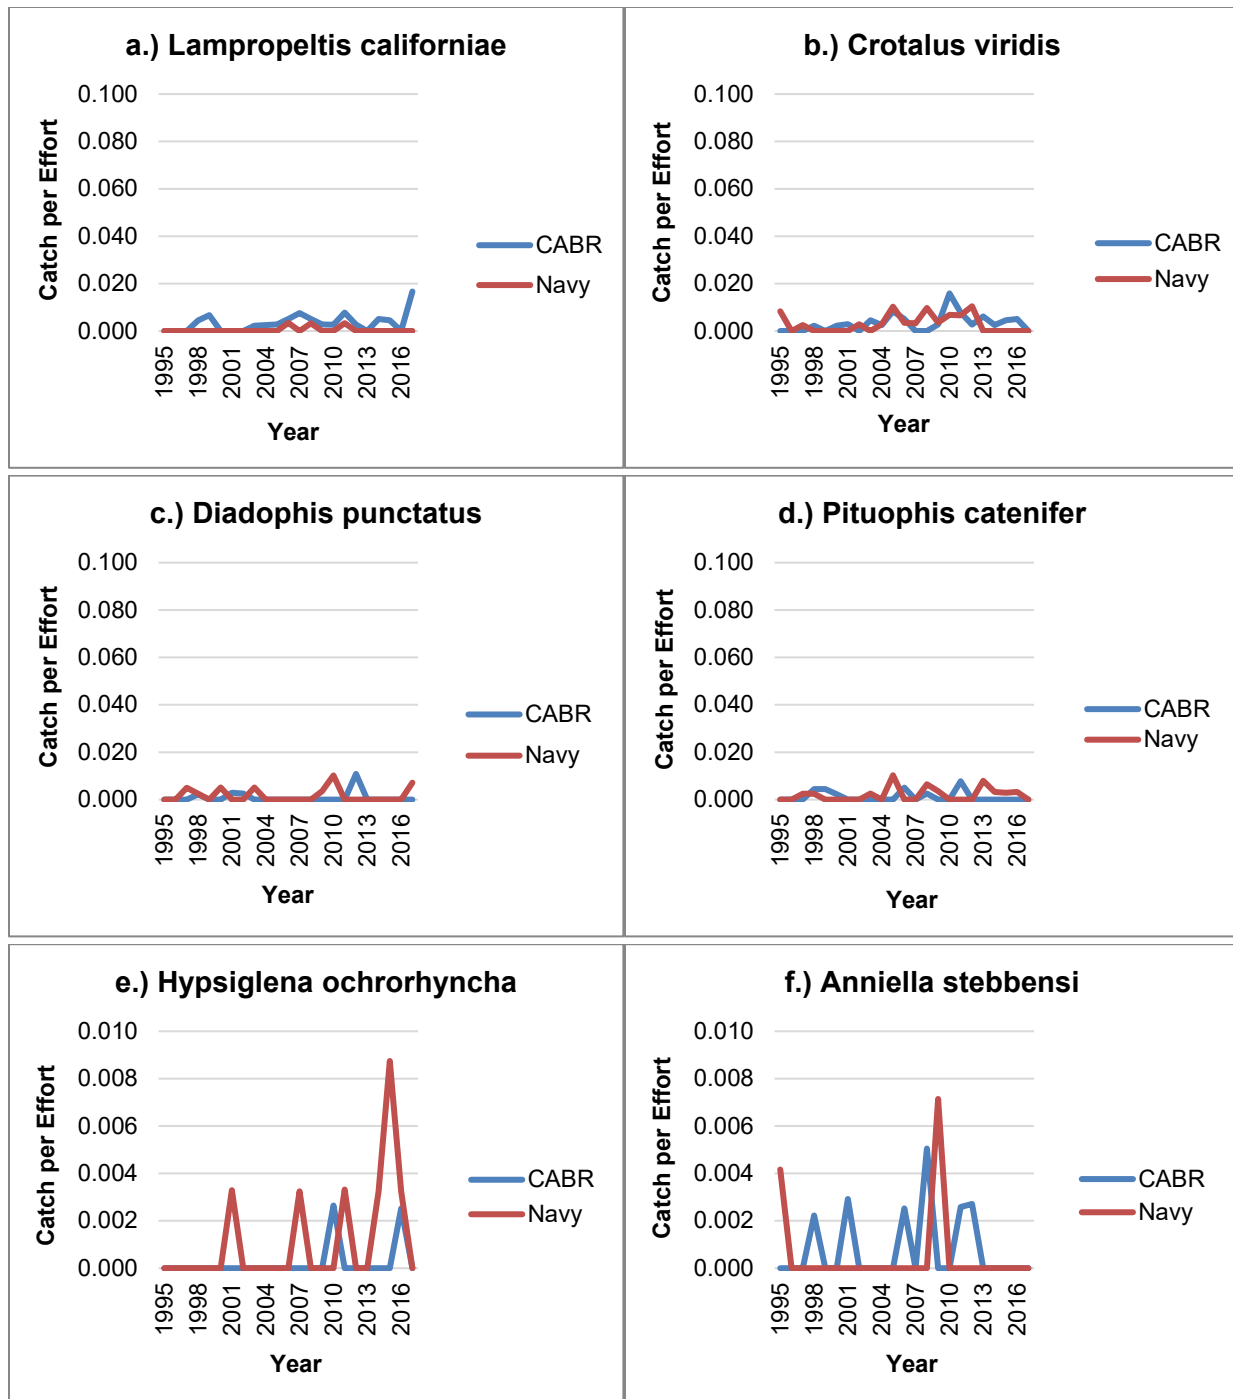 a.) Lampropeltis californiae
0.100
0.080
0.060
0.040
0.020
0.000
Catch per Effort
1995
1998
2001
2004
2007
2010
2013
2016
Year
CABR
Navy
b.) Crotalus viridis
0.100
0.080
0.060
0.040
0.020
0.000
Catch per Effort
1995
1998
2001
2004
2007
2010
2013
2016
Year
CABR
Navy
c.) Diadophis punctatus
0.100
0.080
0.060
0.040
0.020
0.000
Catch per Effort
1995
1998
2001
2004
2007
2010
2013
2016
Year
CABR
Navy
d.) Pituophis catenifer
0.100
0.080
0.060
0.040
0.020
0.000
Catch per Effort
1995
1998
2001
2004
2007
2010
2013
2016
Year
CABR
Navy
e.) Hypsiglena ochrorhyncha
0.010
0.008
0.006
0.004
0.002
0.000
Catch per Effort
1995
1998
2001
2004
2007
2010
2013
2016
Year
CABR
Navy
f.) Anniella stebbensi
0.010
0.008
0.006
0.004
0.002
0.000
Catch per Effort
1995
1998
2001
2004
2007
2010
2013
2016
Year
CABR
Navy